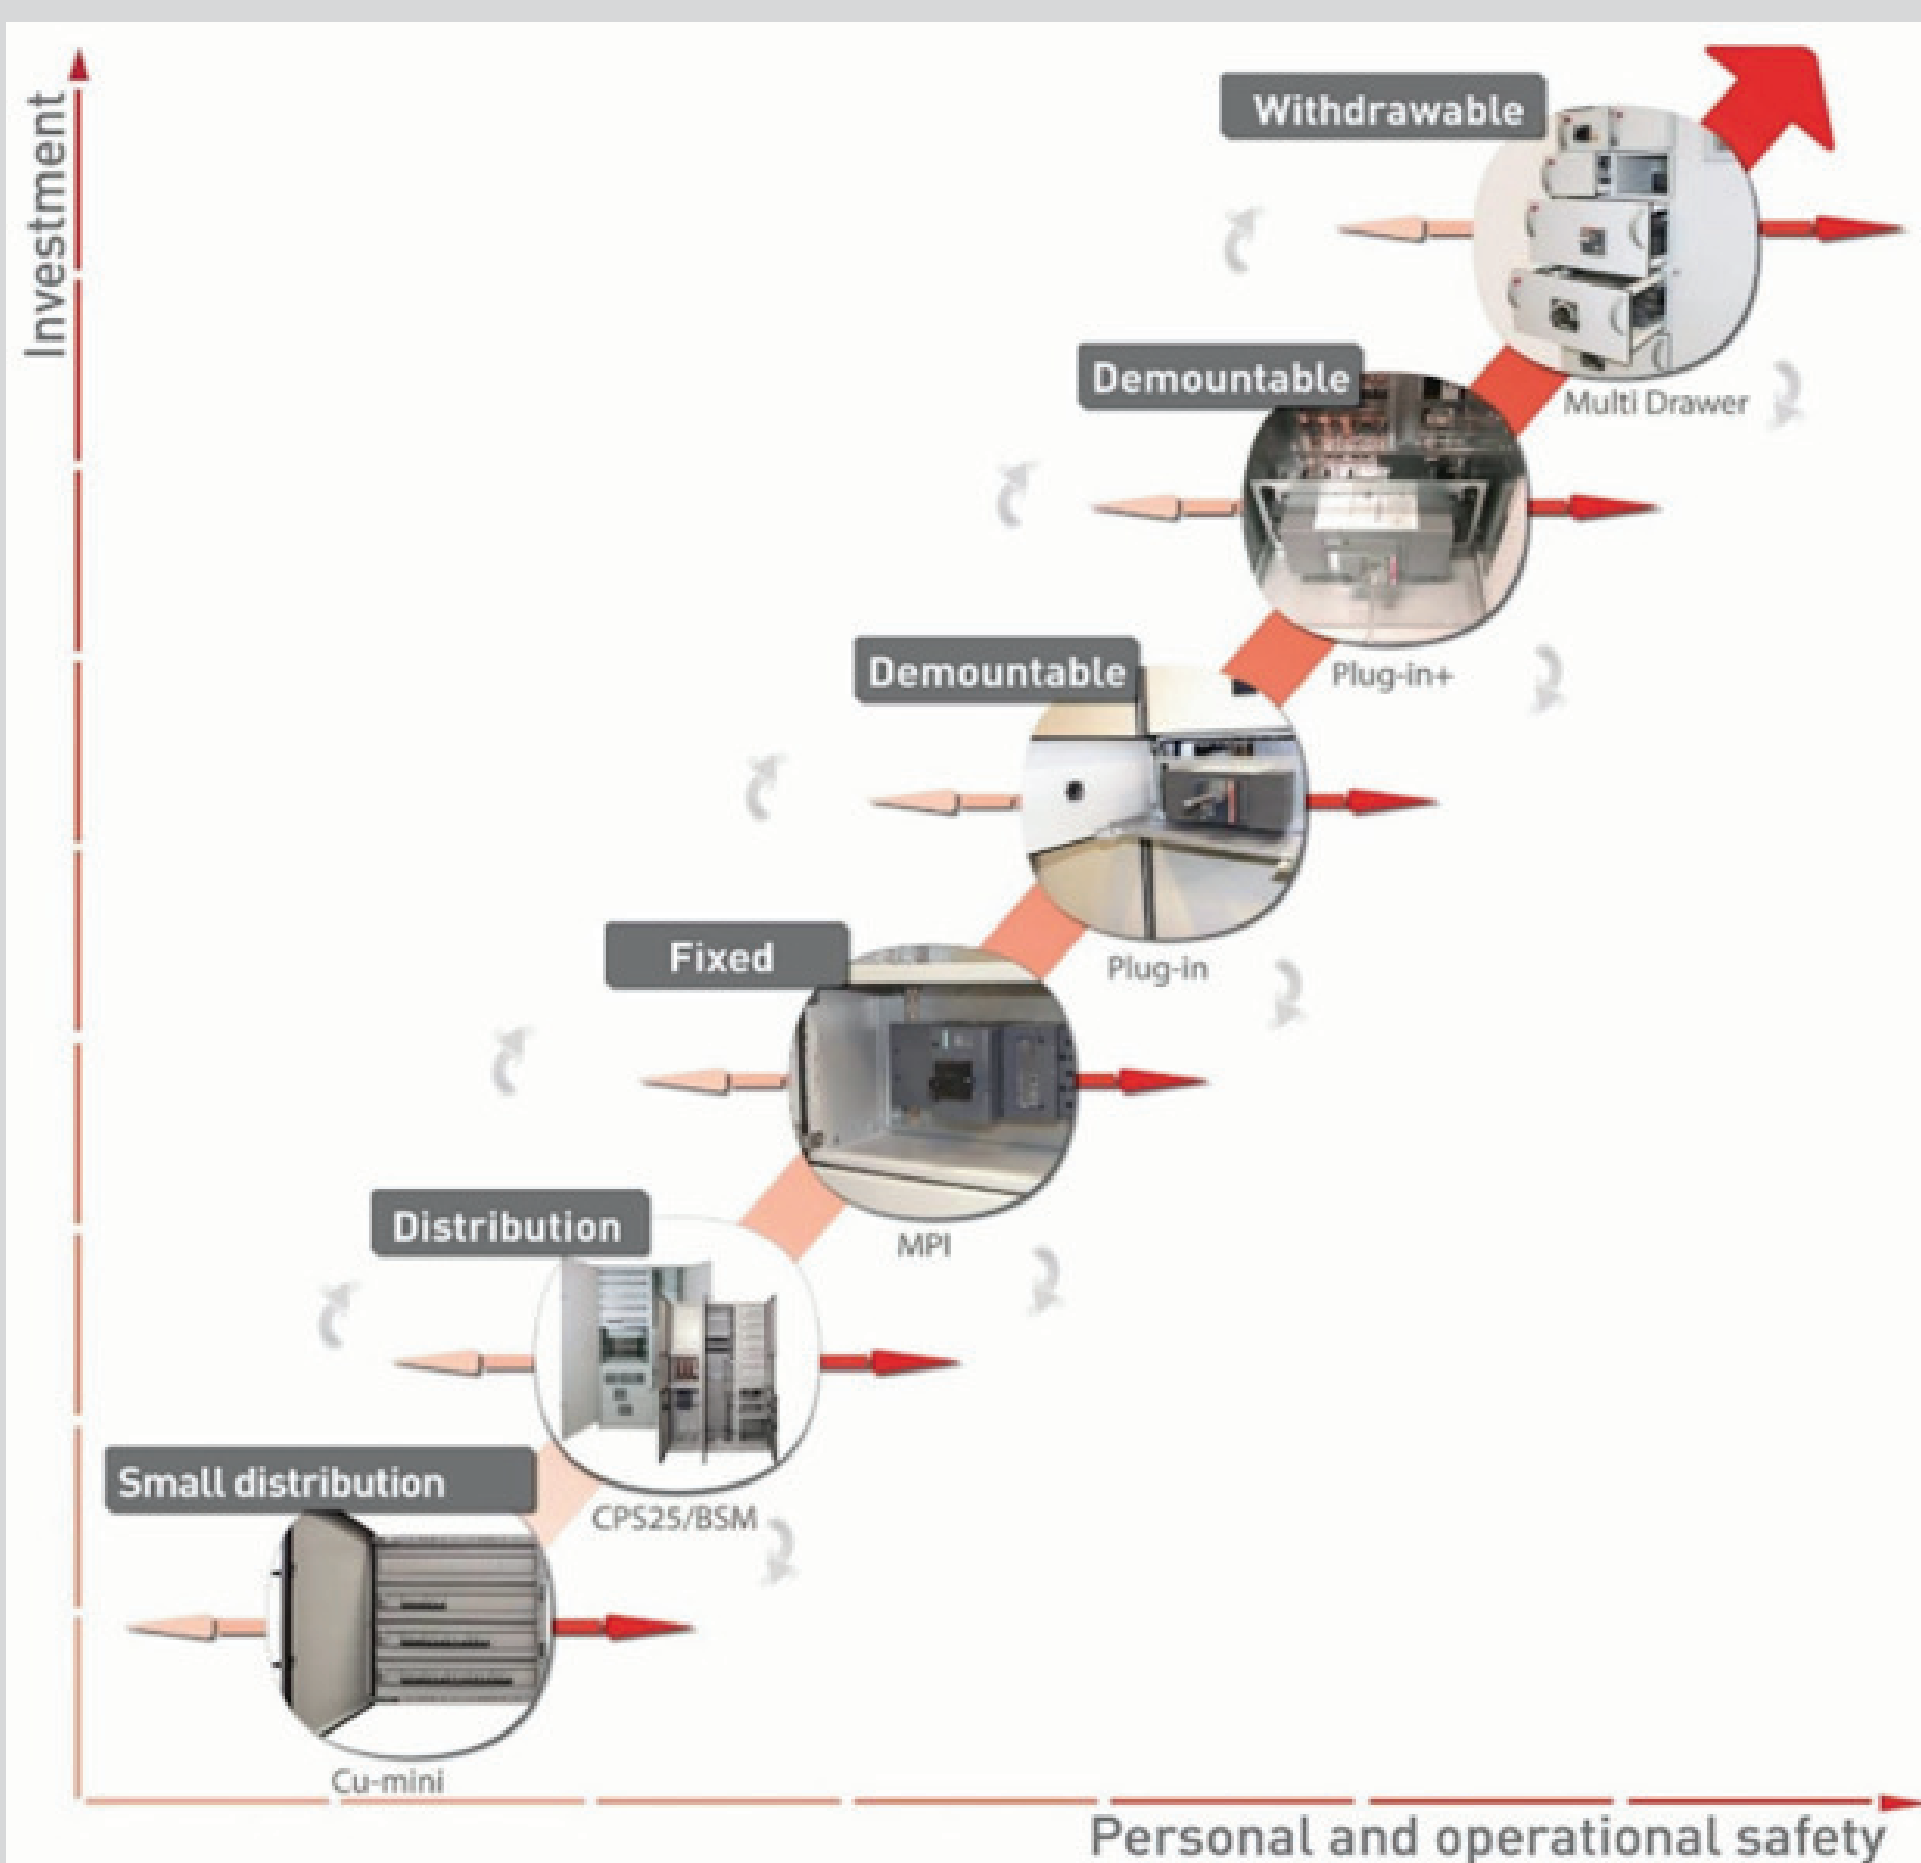 Investment
Withdrawable
Multi Drawer
Demountable
Plug-in+
Demountable
Plug-in
Fixed
MPI
Distribution
CPS25/BSM
Small distribution
Cu-mini
Personal and operational safety